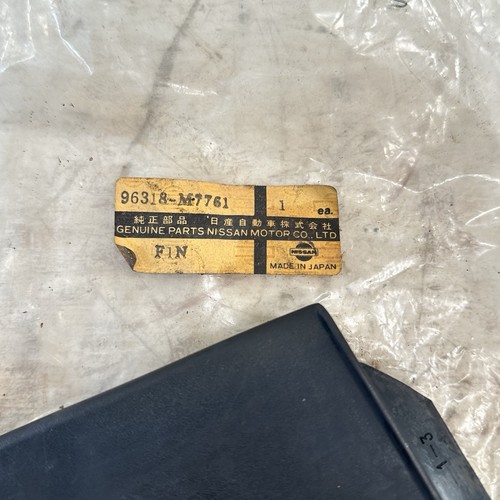 96318-M7761 1 ea.
純正部品 日産自動車株式会社
GENUINE PARTS NISSAN MOTOR CO., LTD
FIN NISSAN
MADE IN JAPAN
1-3